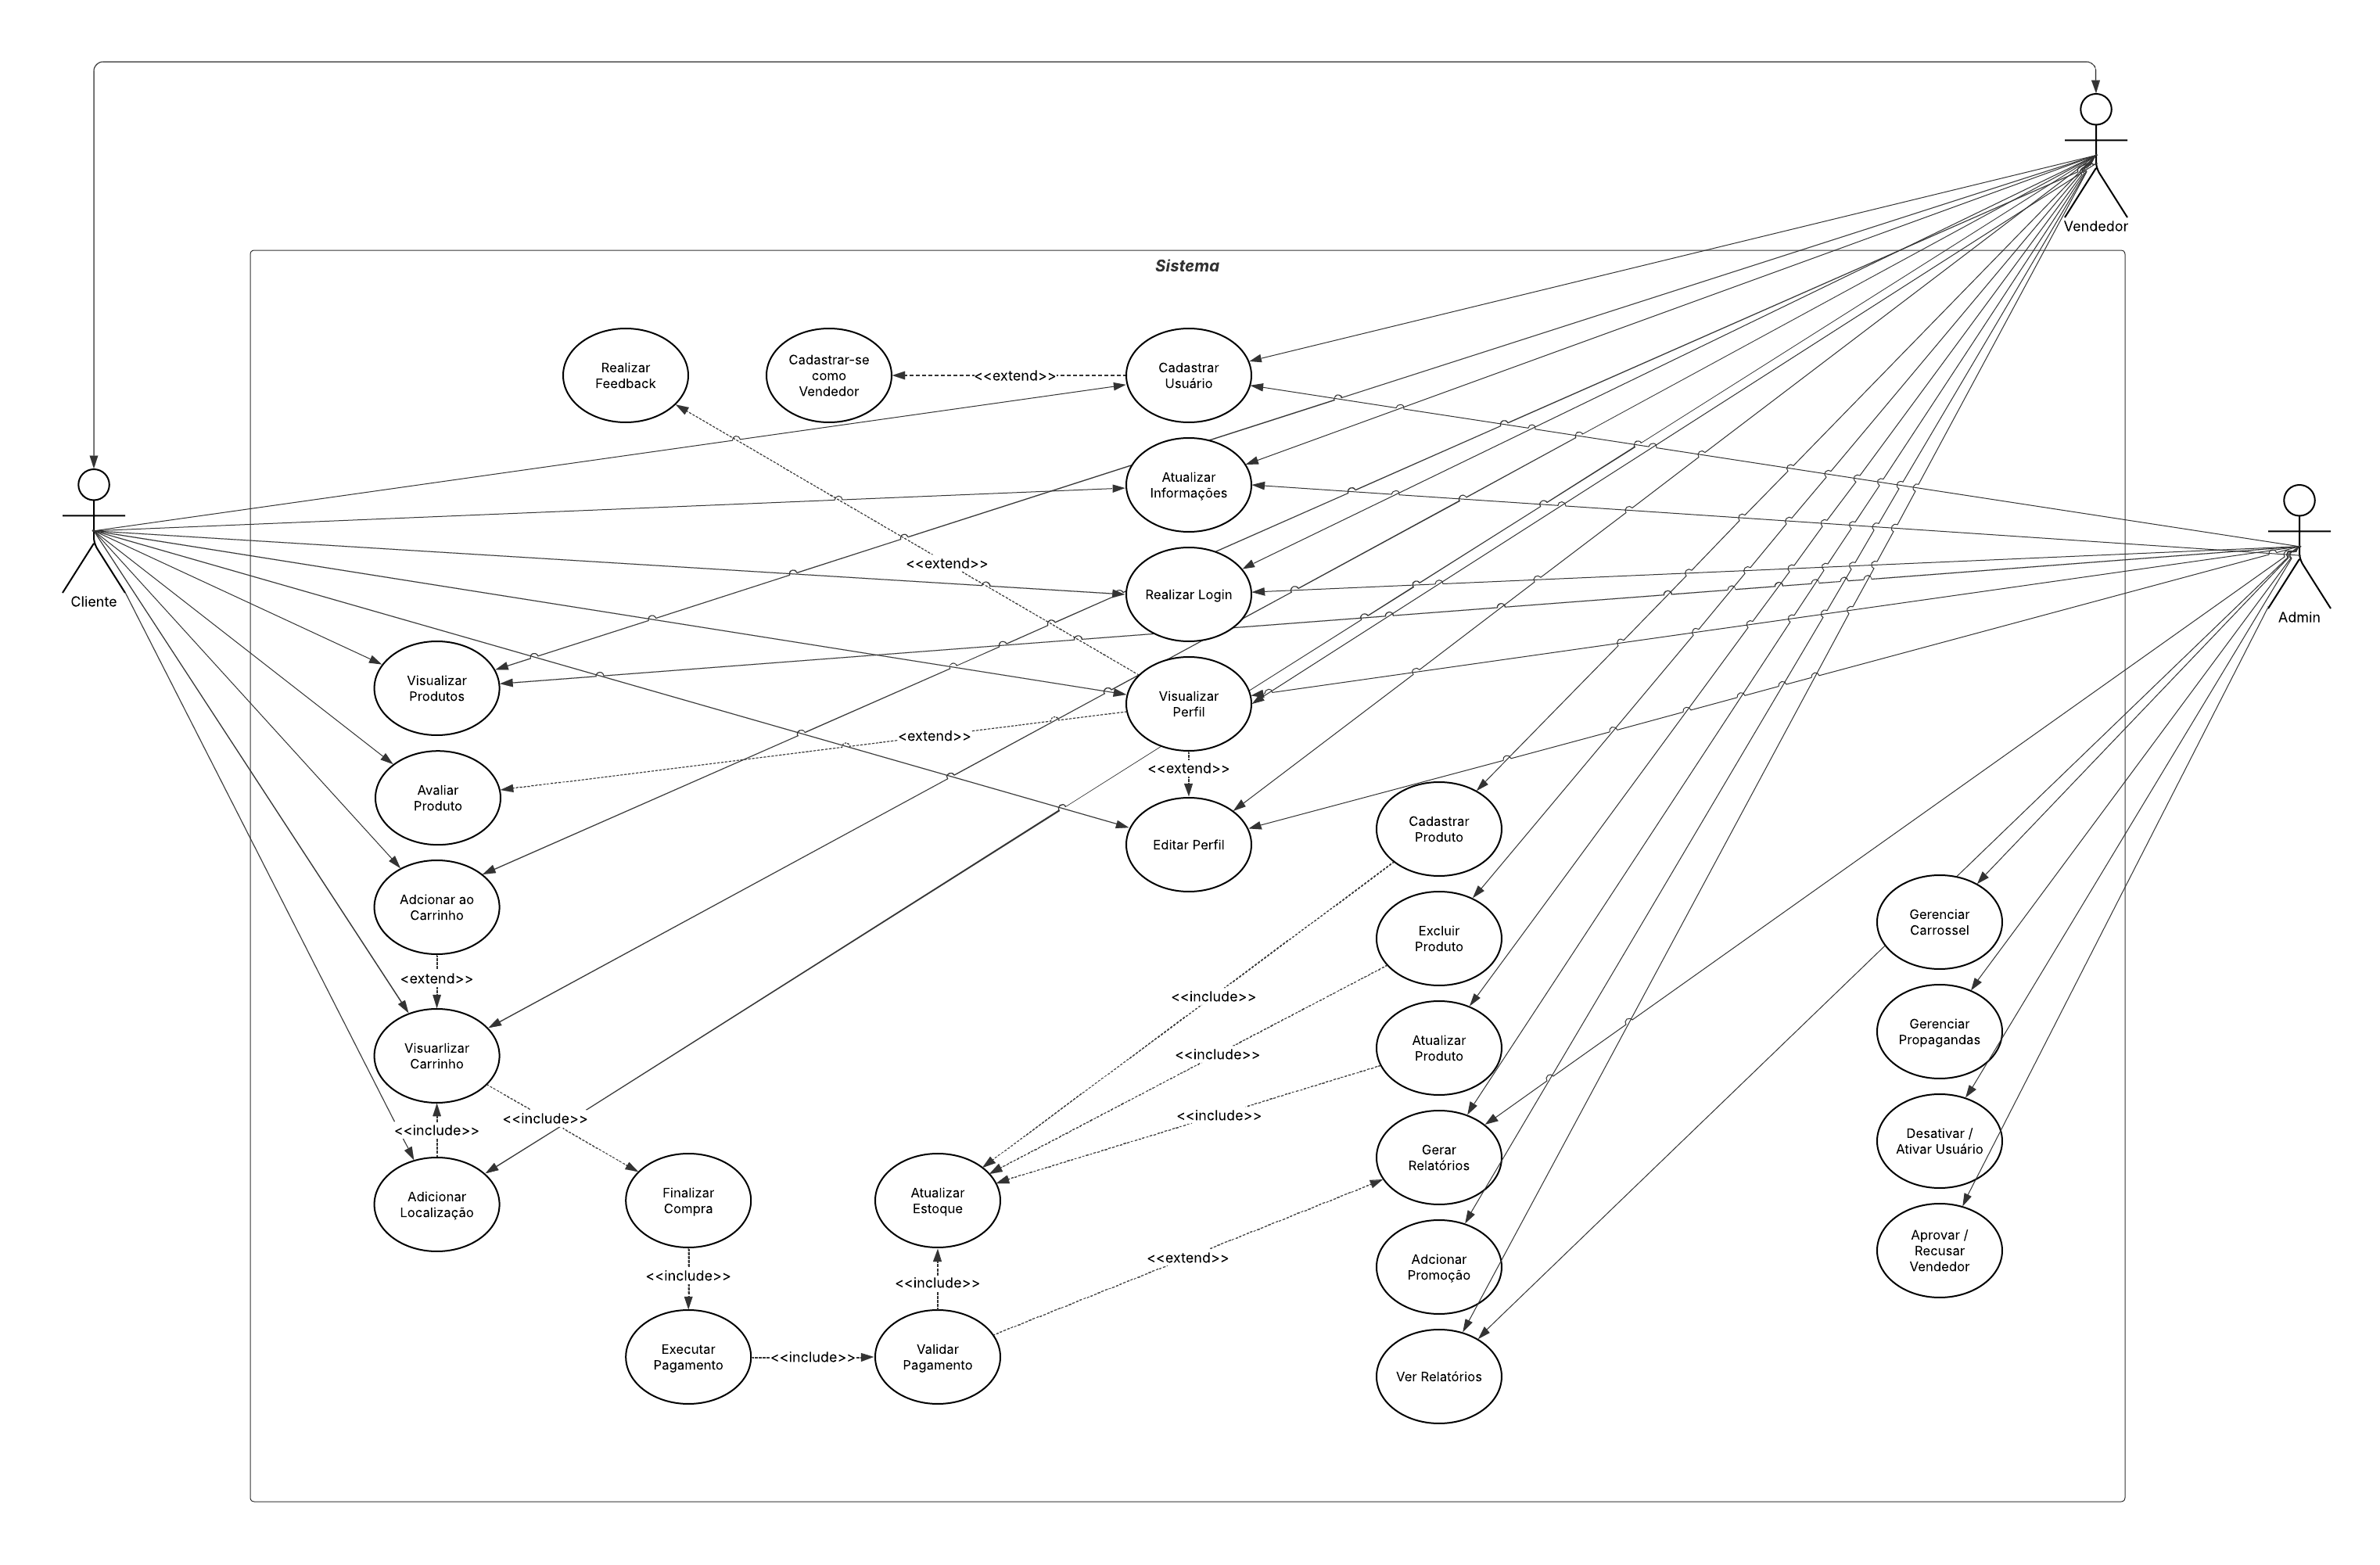 Vendedor
Sistema
Realizar
Feedback
Cadastrar-se
como
Vendedor
<<extend>>
Cadastrar
Usuário
Atualizar
Informações
<<extend>>
Realizar Login
Cliente
Admin
Visualizar
Produtos
Visualizar
Perfil
<extend>>
<<extend>>
Avaliar
Produto
Editar Perfil
Cadastrar
Produto
Adcionar ao
Carrinho
Gerenciar
Carrossel
Excluir
Produto
<extend>>
<<include>>
Visuarlizar
Carrinho
<<include>>
Atualizar
Produto
Gerenciar
Propagandas
<<include>>
<<include>>
<<include>>
Desativar /
Ativar Usuário
Gerar
Relatórios
Adicionar
Localização
Finalizar
Compra
Atualizar
Estoque
<<extend>>
Adcionar
Promoção
Aprovar /
Recusar
Vendedor
<<include>>
<<include>>
Executar
Pagamento
<<include>>
Validar
Pagamento
Ver Relatórios